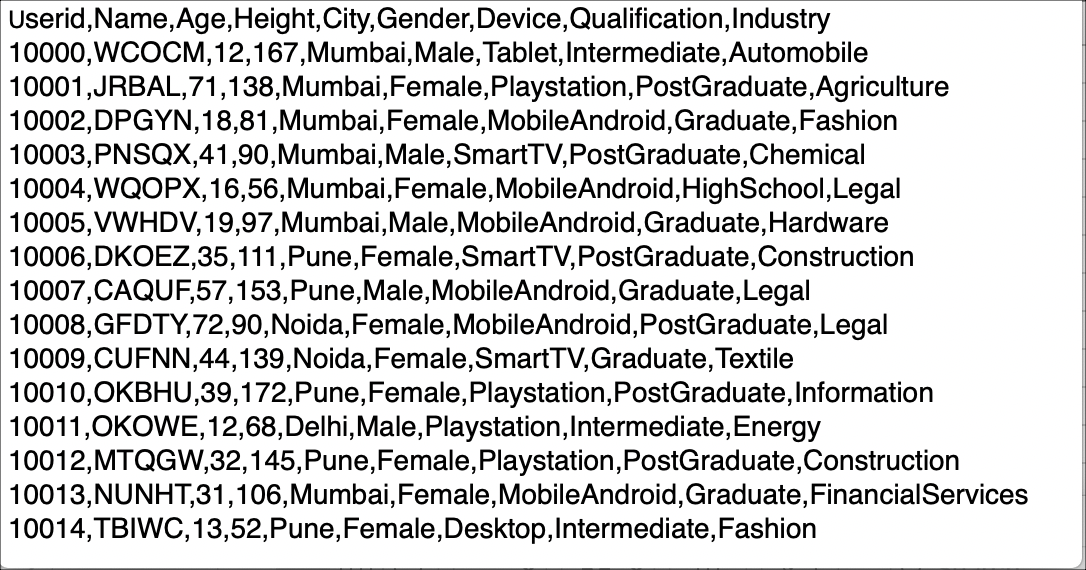 Userid,Name,Age,Height,City,Gender,Device,Qualification,Industry
10000,WCOCM,12,167,Mumbai,Male,Tablet,Intermediate,Automobile
10001,JRBAL,71,138,Mumbai,Female,Playstation,PostGraduate,Agriculture
10002,DPGYN,18,81,Mumbai,Female,MobileAndroid,Graduate,Fashion
10003,PNSQX,41,90,Mumbai,Male,SmartTV,PostGraduate,Chemical
10004,WQOPX,16,56,Mumbai,Female,MobileAndroid,HighSchool,Legal
10005,VWHDV,19,97,Mumbai,Male,MobileAndroid,Graduate,Hardware
10006,DKOEZ,35,111,Pune,Female,SmartTV,PostGraduate,Construction
10007,CAQUF,57,153,Pune,Male,MobileAndroid,Graduate,Legal
10008,GFDTY,72,90,Noida,Female,MobileAndroid,PostGraduate,Legal
10009,CUFNN,44,139,Noida,Female,SmartTV,Graduate,Textile
10010,OKBHU,39,172,Pune,Female,Playstation,PostGraduate,Information
10011,OKOWE,12,68,Delhi,Male,Playstation,Intermediate,Energy
10012,MTQGW,32,145,Pune,Female,Playstation,PostGraduate,Construction
10013,NUNHT,31,106,Mumbai,Female,MobileAndroid,Graduate,FinancialServices
10014,TBIWC,13,52,Pune,Female,Desktop,Intermediate,Fashion